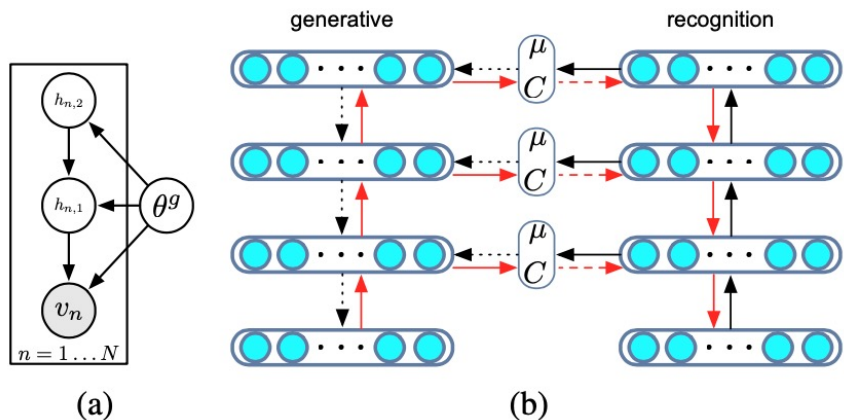 generative
recognition
μ
C
μ
C
μ
C
h_{n,2}
h_{n,1}
θ^g
v_n
n = 1 … N
(a)
(b)